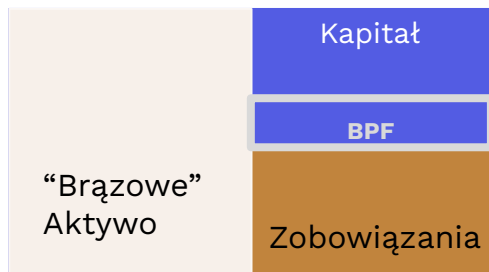 Kapitał
BPF
“Brązowe”
Aktywo
Zobowiązania